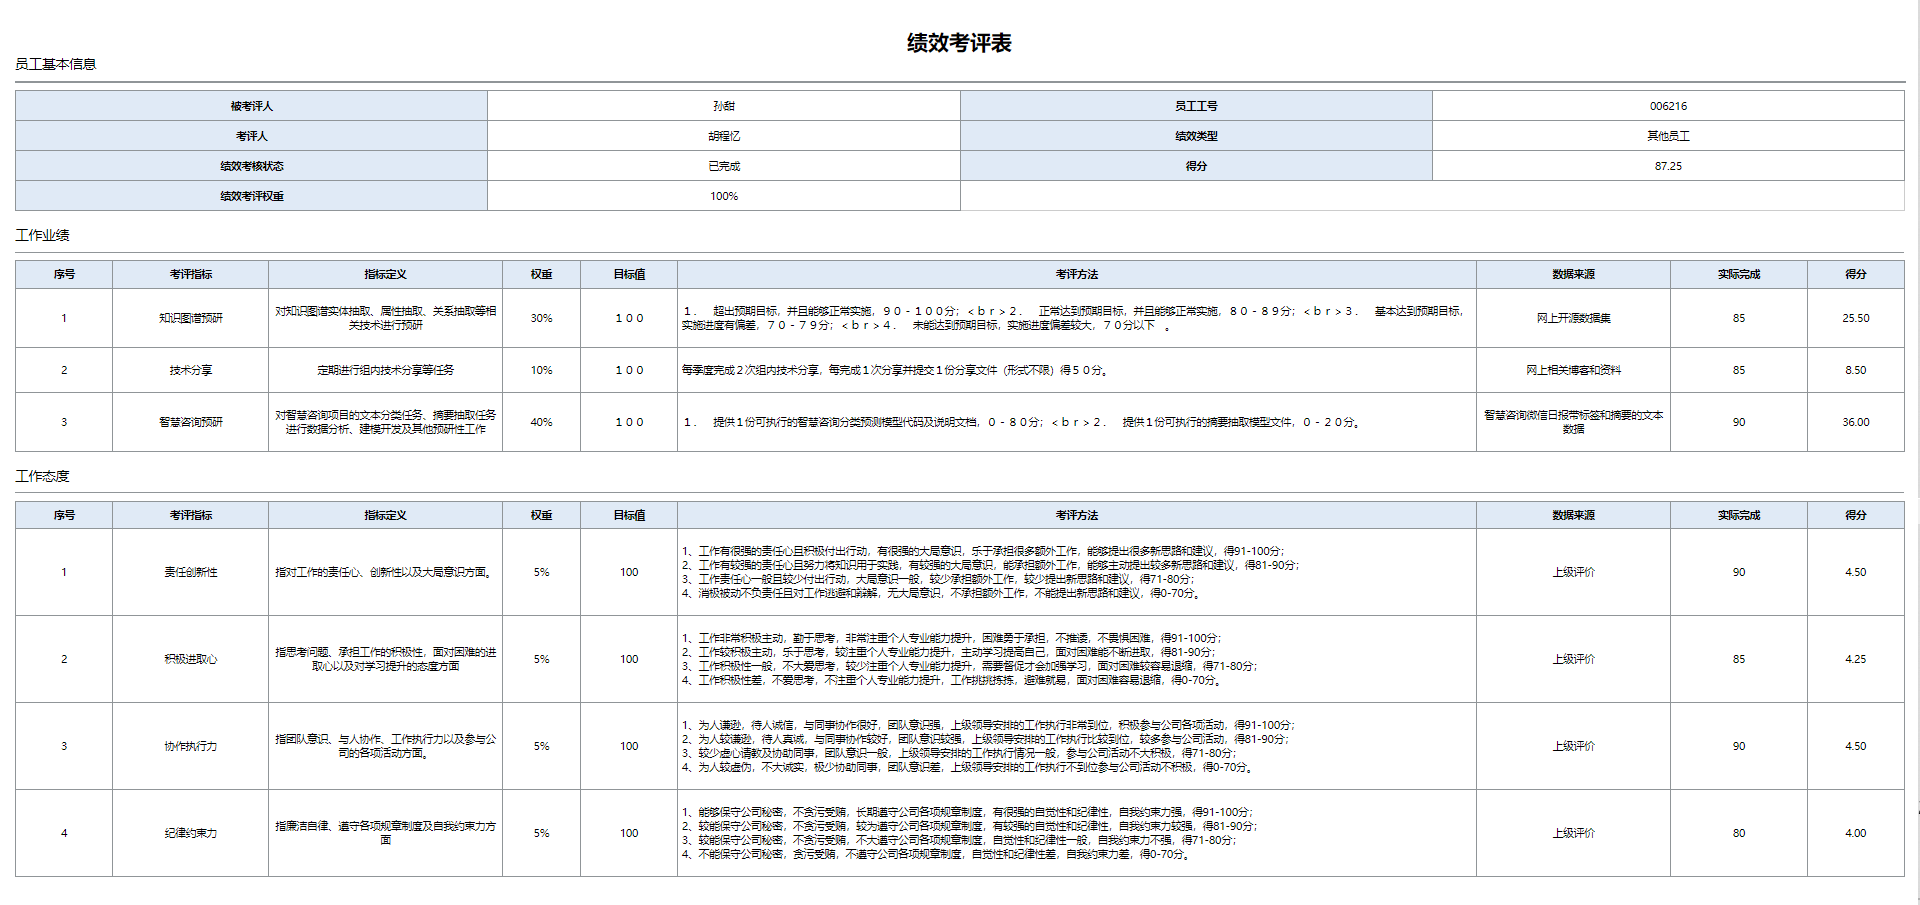 绩效考评表
员工基本信息
被考评人 孙甜 员工工号 006216
考评人 胡程忆 绩效类型 其他员工
绩效考核状态 已完成 得分 87.25
绩效考评权重 100%
工作业绩
序号 考评指标 指标定义 权重 目标值 考评方法 数据来源 实际完成 得分
1 知识图谱预研 对知识图谱实体抽取、属性抽取、关系抽取等相
关技术进行预研 30% １００ １． 超出预期目标，并且能够正常实施，９０－１００分；＜ｂｒ＞２． 正常达到预期目标，并且能够正常实施，８０－８９分；＜ｂｒ＞３． 基本达到预期目标，
实施进度有偏差，７０－７９分；＜ｂｒ＞４． 未能达到预期目标，实施进度偏差较大，７０分以下 。 网上开源数据集 85 25.50
2 技术分享 定期进行组内技术分享等任务 10% １００ 每季度完成２次组内技术分享，每完成１次分享并提交１份分享文件（形式不限）得５０分。 网上相关博客和资料 85 8.50
3 智慧咨询预研 对智慧咨询项目的文本分类任务、摘要抽取任务
进行数据分析、建模开发及其他预研性工作 40% １００ １． 提供１份可执行的智慧咨询分类预测模型代码及说明文档，０－８０分；＜ｂｒ＞２． 提供１份可执行的摘要抽取模型文件，０－２０分。 智慧咨询微信日报带标签和摘要的文本
数据 90 36.00
工作态度
序号 考评指标 指标定义 权重 目标值 考评方法 数据来源 实际完成 得分
1 责任创新性 指对工作的责任心、创新性以及大局意识方面。 5% 100 1、工作有很强的责任心且积极付出行动，有很强的大局意识，乐于承担很多额外工作，能够提出很多新思路和建议，得91-100分；
2、工作有较强的责任心且努力将知识用于实践，有较强的大局意识，能承担额外工作，能够主动提出较多新思路和建议，得81-90分；
3、工作责任心一般且较少付出行动，大局意识一般，较少承担额外工作，较少提出新思路和建议，得71-80分；
4、消极被动不负责任且对工作逃避和辩解，无大局意识，不承担额外工作，不能提出新思路和建议，得0-70分。 上级评价 90 4.50
2 积极进取心 指思考问题、承担工作的积极性，面对困难的进
取心以及对学习提升的态度方面 5% 100 1、工作非常积极主动，勤于思考，非常注重个人专业能力提升，困难勇于承担，不推诿，不畏惧困难，得91-100分；
2、工作较积极主动，乐于思考，较注重个人专业能力提升，主动学习提高自己，面对困难能不断进取，得81-90分；
3、工作积极性一般，不大爱思考，较少注重个人专业能力提升，需要督促才会加强学习，面对困难较容易退缩，得71-80分；
4、工作积极性差，不爱思考，不注重个人专业能力提升，工作挑挑拣拣，避难就易，面对困难容易退缩，得0-70分。 上级评价 85 4.25
3 协作执行力 指团队意识、与人协作、工作执行力以及参与公
司的各项活动方面。 5% 100 1、为人谦逊，待人诚信，与同事协作很好，团队意识强，上级领导安排的工作执行非常到位，积极参与公司各项活动，得91-100分；
2、为人较谦逊，待人真诚，与同事协作较好，团队意识较强，上级领导安排的工作执行比较到位，较多参与公司活动，得81-90分；
3、较少虚心请教及协助同事，团队意识一般，上级领导安排的工作执行情况一般，参与公司活动不大积极，得71-80分；
4、为人较虚伪，不大诚实，极少协助同事，团队意识差，上级领导安排的工作执行不到位参与公司活动不积极，得0-70分。 上级评价 90 4.50
4 纪律约束力 指廉洁自律、遵守各项规章制度及自我约束力方
面 5% 100 1、能够保守公司秘密，不贪污受贿，长期遵守公司各项规章制度，有很强的自觉性和纪律性，自我约束力强，得91-100分；
2、较能保守公司秘密，不贪污受贿，较为遵守公司各项规章制度，有较强的自觉性和纪律性，自我约束力较强，得81-90分；
3、较能保守公司秘密，不贪污受贿，不大遵守公司各项规章制度，自觉性和纪律性一般，自我约束力不强，得71-80分；
4、不能保守公司秘密，贪污受贿，不遵守公司各项规章制度，自觉性和纪律性差，自我约束力差，得0-70分。 上级评价 80 4.00